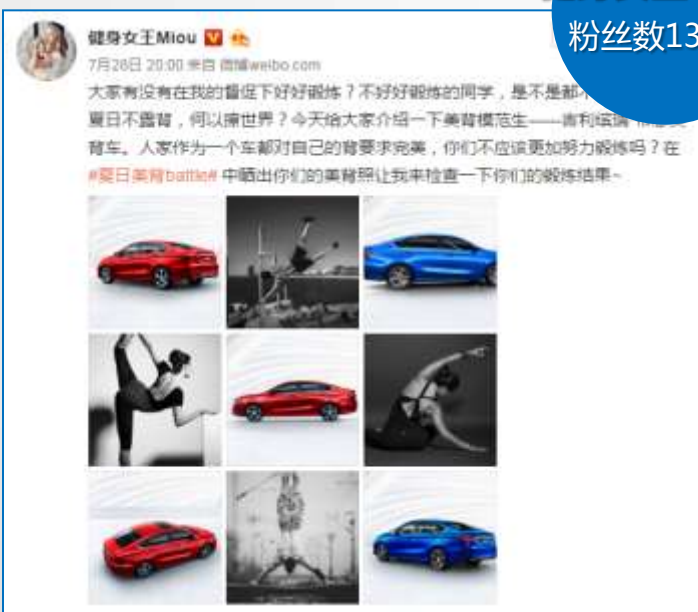 粉丝数13
健身女王Miou
7月28日 20:00 来自 微博weibo.com
大家有没有在我的督促下好好锻炼？不好好锻炼的同学，是不是都
夏日不露背，何以撩世界？今天给大家介绍一下美背模范生——吉利缤瑞
背车。人家作为一个车都对自己的背要求完美，你们不应该更加努力锻炼吗？在
#夏日美背battle# 中晒出你们的美背照让我来检查一下你们的锻炼结果~